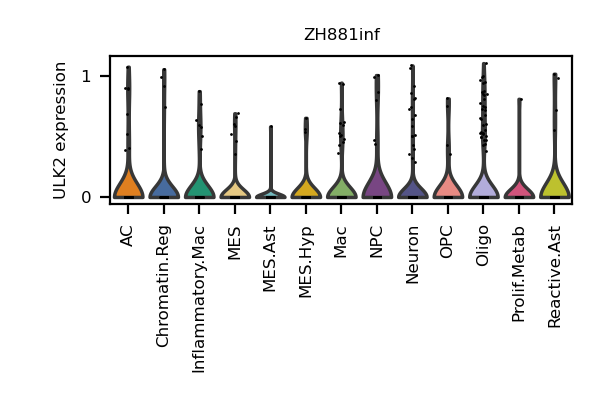 ZH881inf
ULK2 expression
1
0
AC
Chromatin.Reg
Inflammatory.Mac
MES
MES.Ast
MES.Hyp
Mac
NPC
Neuron
OPC
Oligo
Prolif.Metab
Reactive.Ast